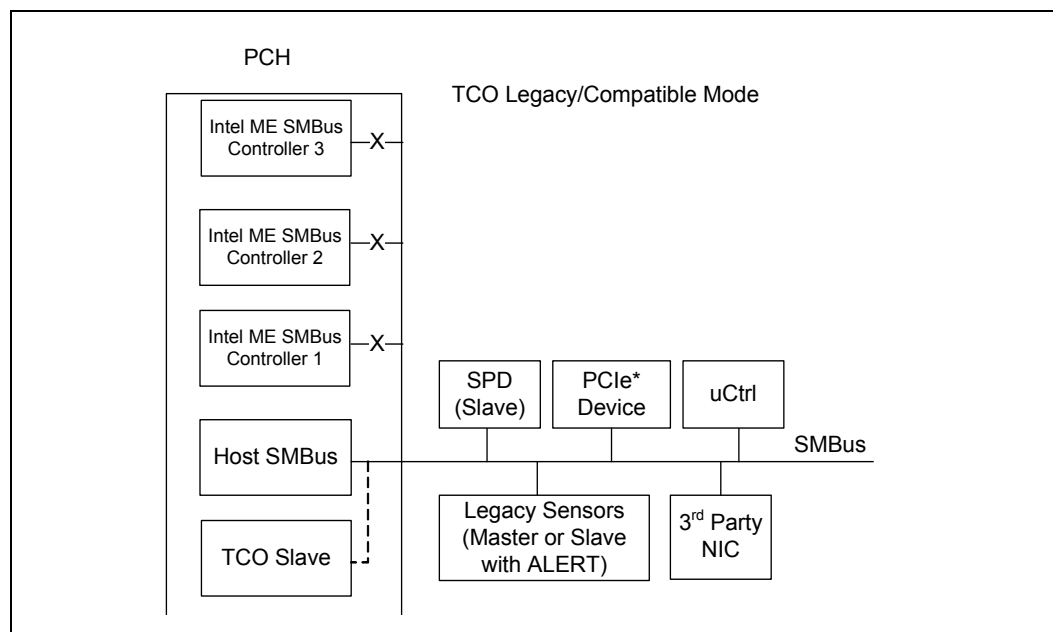 PCH
TCO Legacy/Compatible Mode
Intel ME SMBus
Controller 3
X
Intel ME SMBus
Controller 2
X
Intel ME SMBus
Controller 1
X
SPD
(Slave)
PCIe*
Device
uCtrl
Host SMBus
SMBus
TCO Slave
Legacy Sensors
(Master or Slave
with ALERT)
3rd Party
NIC